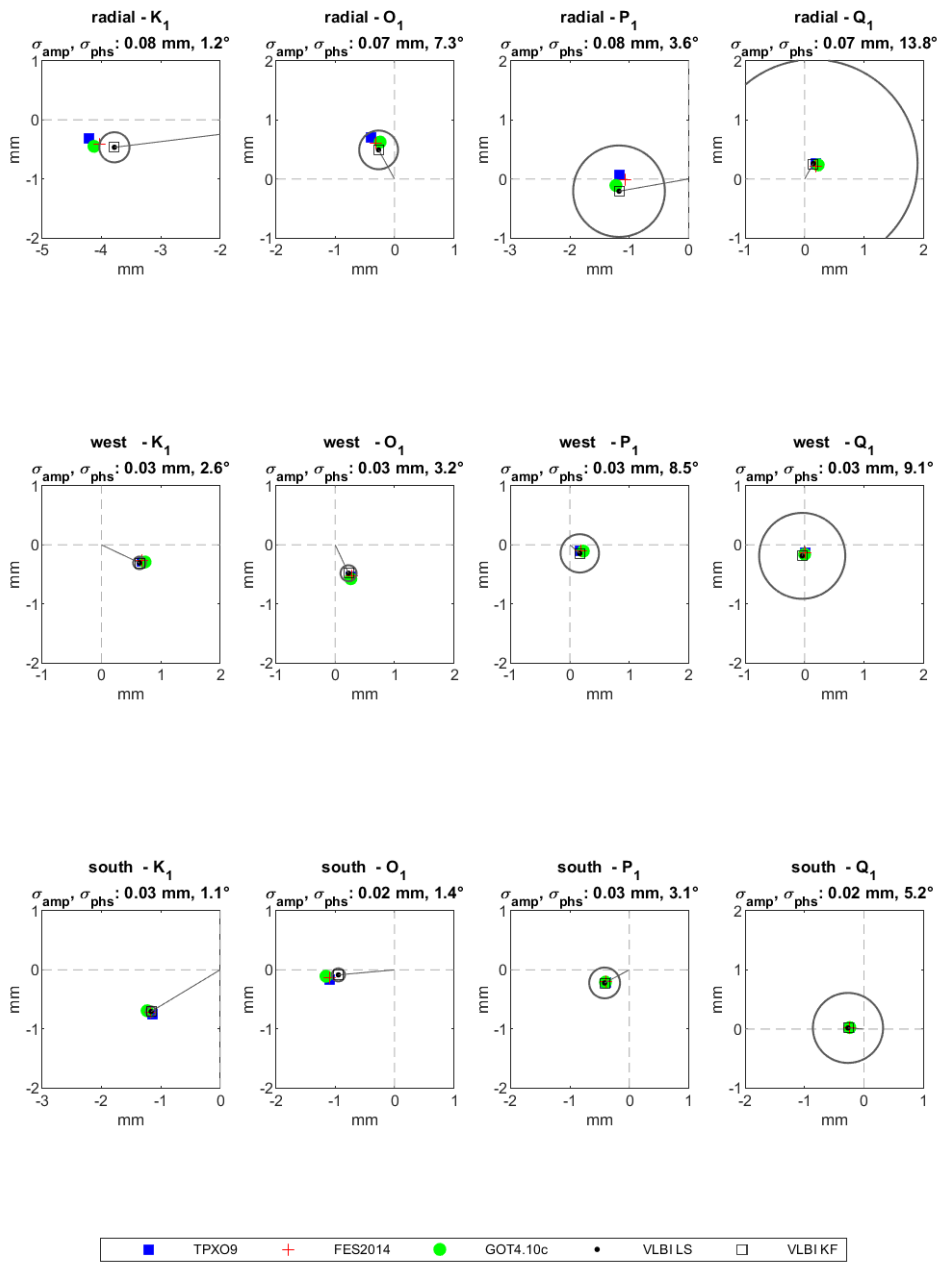 radial - K1
σamp, σphs: 0.08 mm, 1.2°
1
0
-1
-2
mm
-5
-4
-3
-2
mm
radial - O1
σamp, σphs: 0.07 mm, 7.3°
2
1
0
-1
mm
-2
-1
0
1
mm
radial - P1
σamp, σphs: 0.08 mm, 3.6°
2
1
0
-1
mm
-3
-2
-1
0
mm
radial - Q1
σamp, σphs: 0.07 mm, 13.8°
2
1
0
-1
mm
-1
0
1
2
mm
west - K1
σamp, σphs: 0.03 mm, 2.6°
1
0
-1
-2
mm
-1
0
1
2
mm
west - O1
σamp, σphs: 0.03 mm, 3.2°
1
0
-1
-2
mm
-1
0
1
2
mm
west - P1
σamp, σphs: 0.03 mm, 8.5°
1
0
-1
-2
mm
-1
0
1
2
mm
west - Q1
σamp, σphs: 0.03 mm, 9.1°
1
0
-1
-2
mm
-1
0
1
2
mm
south - K1
σamp, σphs: 0.03 mm, 1.1°
1
0
-1
-2
mm
-3
-2
-1
0
mm
south - O1
σamp, σphs: 0.02 mm, 1.4°
1
0
-1
-2
mm
-2
-1
0
1
mm
south - P1
σamp, σphs: 0.03 mm, 3.1°
1
0
-1
-2
mm
-2
-1
0
1
mm
south - Q1
σamp, σphs: 0.02 mm, 5.2°
2
1
0
-1
mm
-2
-1
0
1
mm
TPXO9 FES2014 GOT4.10c VLBI LS VLBI KF